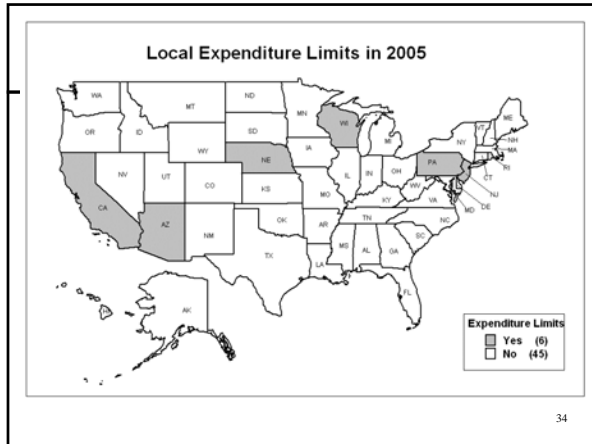 Local Expenditure Limits in 2005
WA
MT
ND
MN
ME
VT
NH
OR
ID
SD
WI
MI
NY
MA
RI
WY
IA
NE
PA
CT
NV
UT
CO
IL
IN
OH
NJ
CA
KS
MO
WV
VA
MD
DE
KY
NC
TN
AZ
NM
OK
AR
SC
TX
MS
AL
GA
LA
FL
HI
AK
Expenditure Limits
Yes (6)
No (45)
34